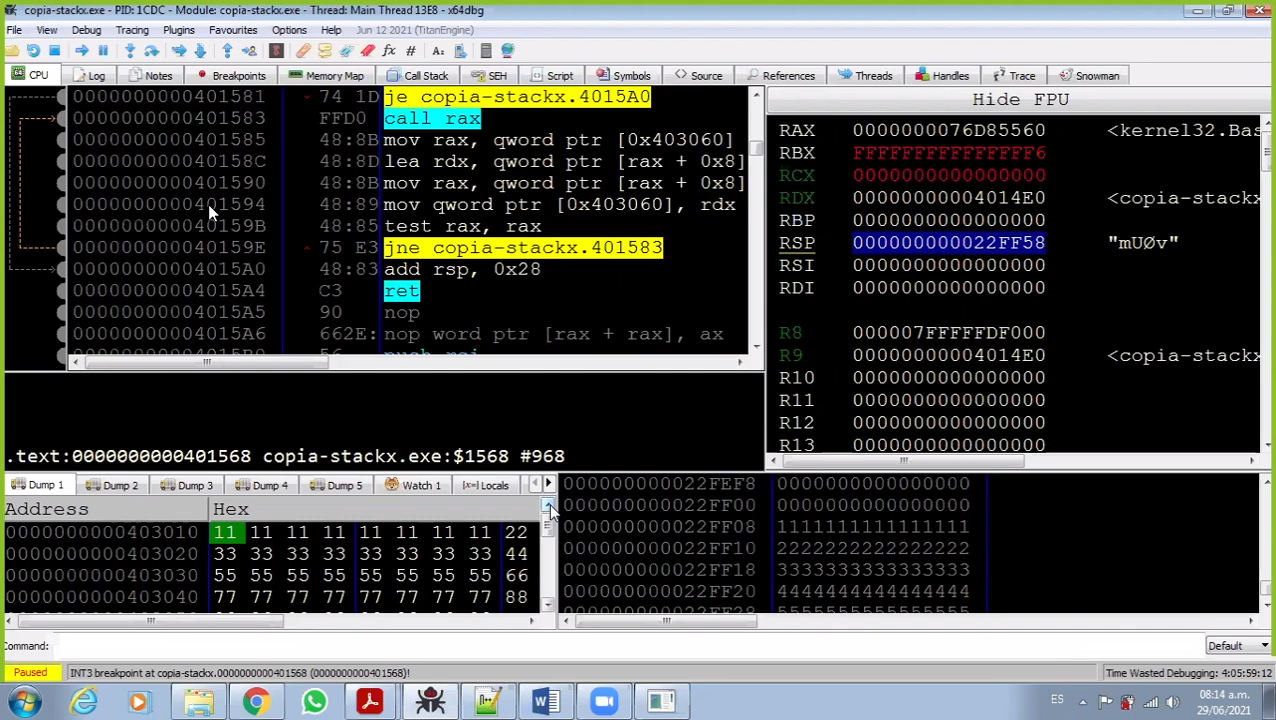 copia-stackx.exe - PID: 1CDC - Module: copia-stackx.exe - Thread: Main Thread 13E8 - x64dbg
File View Debug Tracing Plugins Favourites Options Help Jun 12 2021 (TitanEngine)
CPU Log Notes Breakpoints Memory Map Call Stack SEH Script Symbols Source References Threads Handles Trace Snowman
0000000000401581 74 1D je copia-stackx.4015A0
0000000000401583 FFD0 call rax
0000000000401585 48:8B mov rax, qword ptr [0x403060]
000000000040158C 48:8D lea rdx, qword ptr [rax + 0x8]
0000000000401590 48:8B mov rax, qword ptr [rax + 0x8]
0000000000401594 48:89 mov qword ptr [0x403060], rdx
000000000040159B 48:85 test rax, rax
000000000040159E 75 E3 jne copia-stackx.401583
00000000004015A0 48:83 add rsp, 0x28
00000000004015A4 C3 ret
00000000004015A5 90 nop
00000000004015A6 662E: nop word ptr [rax + rax], ax
00000000004015B0 56 push rsi
Hide FPU
RAX 0000000076D85560 <kernel32.Bas
RBX FFFFFFFFFFFFFFF6
RCX 0000000000000000
RDX 00000000004014E0 <copia-stackx
RBP 0000000000000000
RSP 000000000022FF58 "mUØv"
RSI 0000000000000000
RDI 0000000000000000
R8 000007FFFFFDF000
R9 00000000004014E0 <copia-stackx
R10 0000000000000000
R11 0000000000000000
R12 0000000000000000
R13 0000000000000000
.text:0000000000401568 copia-stackx.exe:$1568 #968
Dump 1 Dump 2 Dump 3 Dump 4 Dump 5 Watch 1 [x=] Locals
Address Hex
0000000000403010 11 11 11 11 11 11 11 11 22
0000000000403020 33 33 33 33 33 33 33 33 44
0000000000403030 55 55 55 55 55 55 55 55 66
0000000000403040 77 77 77 77 77 77 77 77 88
000000000022FEF8 0000000000000000
000000000022FF00 0000000000000000
000000000022FF08 1111111111111111
000000000022FF10 2222222222222222
000000000022FF18 3333333333333333
000000000022FF20 4444444444444444
000000000022FF28 5555555555555555
Command: Default
Paused INT3 breakpoint at copia-stackx.0000000000401568 (0000000000401568)! Time Wasted Debugging: 4:05:59:12
ES 08:14 a.m.
29/06/2021